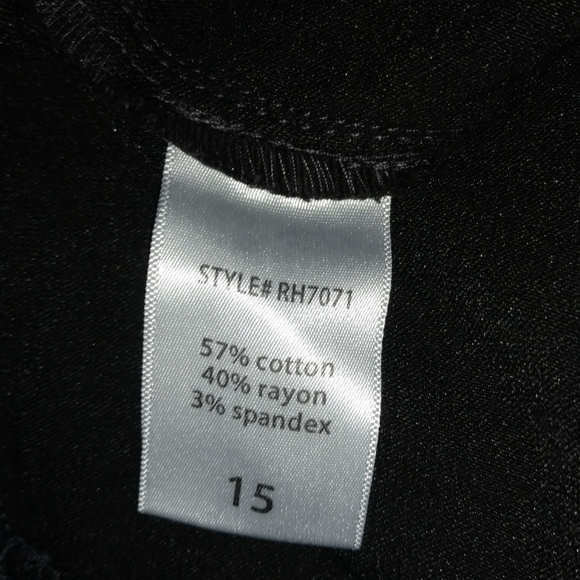 STYLE# RH7071
57% cotton
40% rayon
3% spandex
15